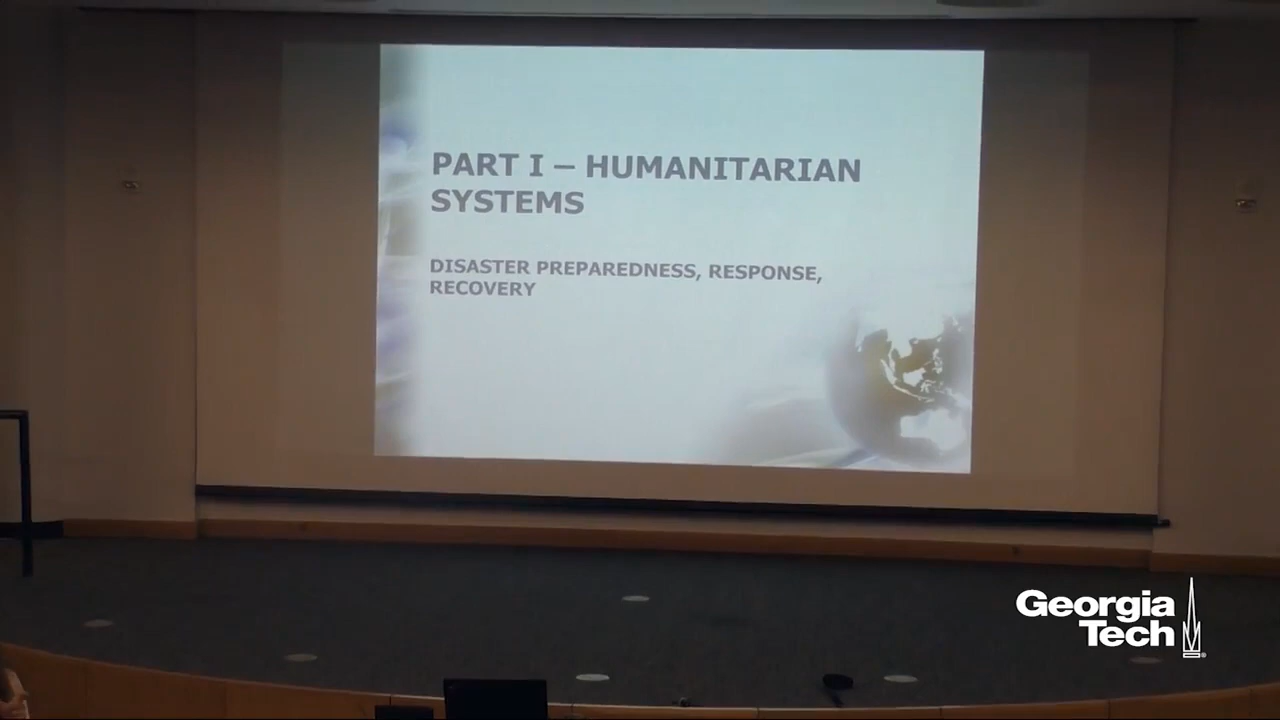 PART I – HUMANITARIAN
SYSTEMS
DISASTER PREPAREDNESS, RESPONSE,
RECOVERY
Georgia
Tech